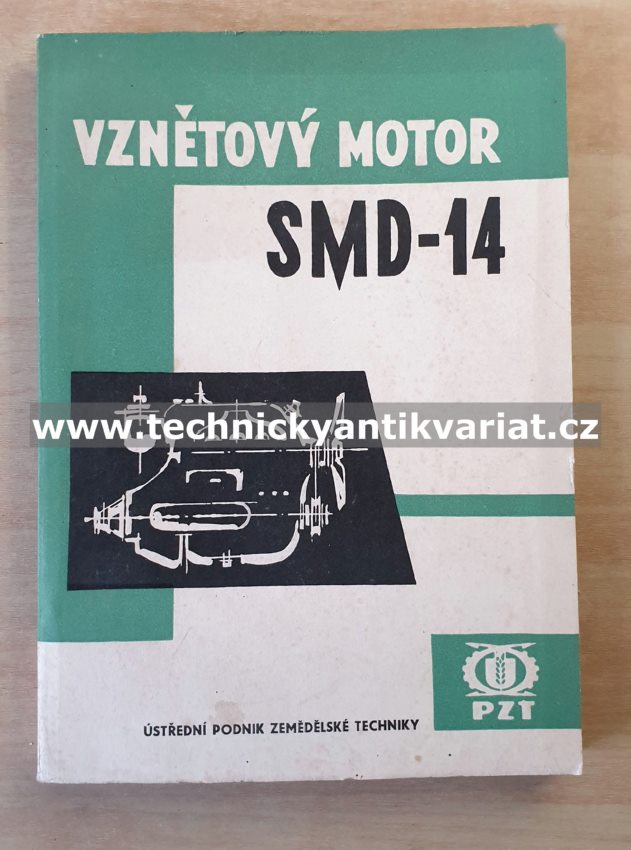 VZNĚTOVÝ MOTOR
SMD-14
www.technickyantikvariat.cz
PZT
ÚSTŘEDNÍ PODNIK ZEMĚDĚLSKÉ TECHNIKY